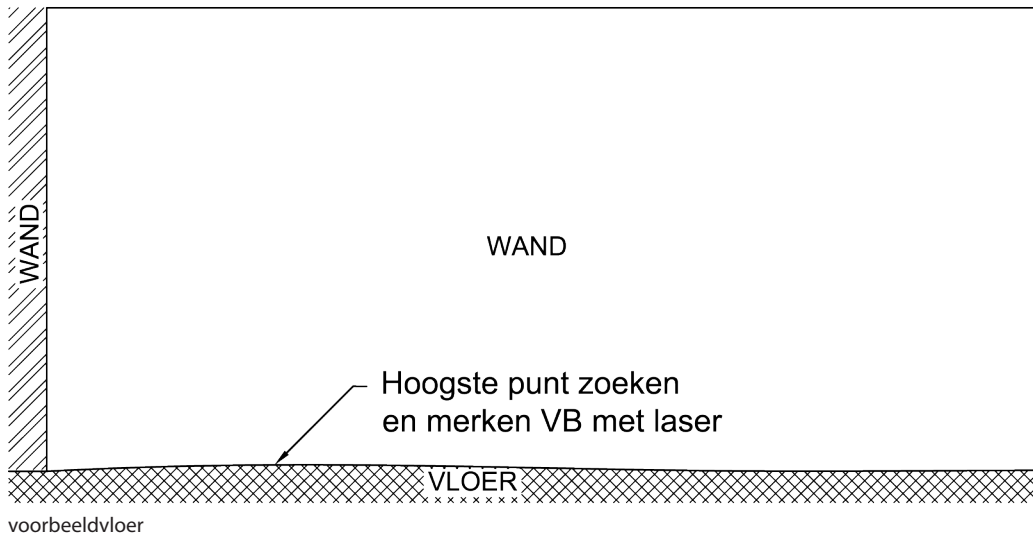 WAND
WAND
Hoogste punt zoeken
en merken VB met laser
VLOER
voorbeeldvloer